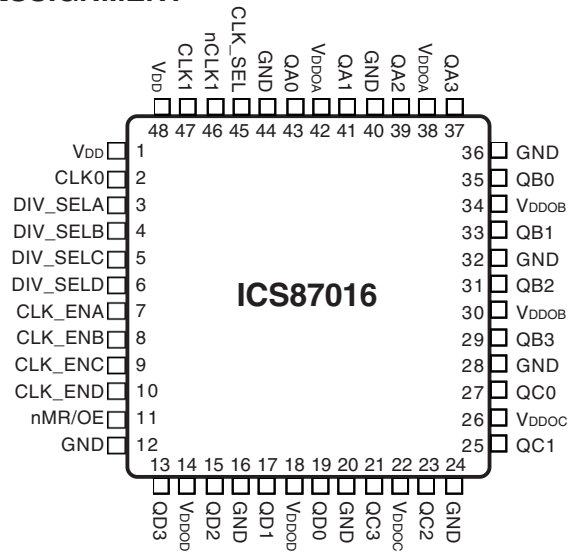 CLK1
nCLK1
CLK_SEL
GND
QA0
VDDOA
QA1
GND
QA2
VDDOA
QA3
VDD
48 47 46 45 44 43 42 41 40 39 38 37
VDD 1
CLK0 2
DIV_SELA 3
DIV_SELB 4
DIV_SELC 5
DIV_SELD 6
CLK_ENA 7
CLK_ENB 8
CLK_ENC 9
CLK_END 10
nMR/OE 11
GND 12
ICS87016
36 GND
35 QB0
34 VDDOB
33 QB1
32 GND
31 QB2
30 VDDOB
29 QB3
28 GND
27 QC0
26 VDDOC
25 QC1
13 14 15 16 17 18 19 20 21 22 23 24
QD3
VDDOD
QD2
GND
QD1
VDDOD
QD0
GND
QC3
VDDOC
QC2
GND